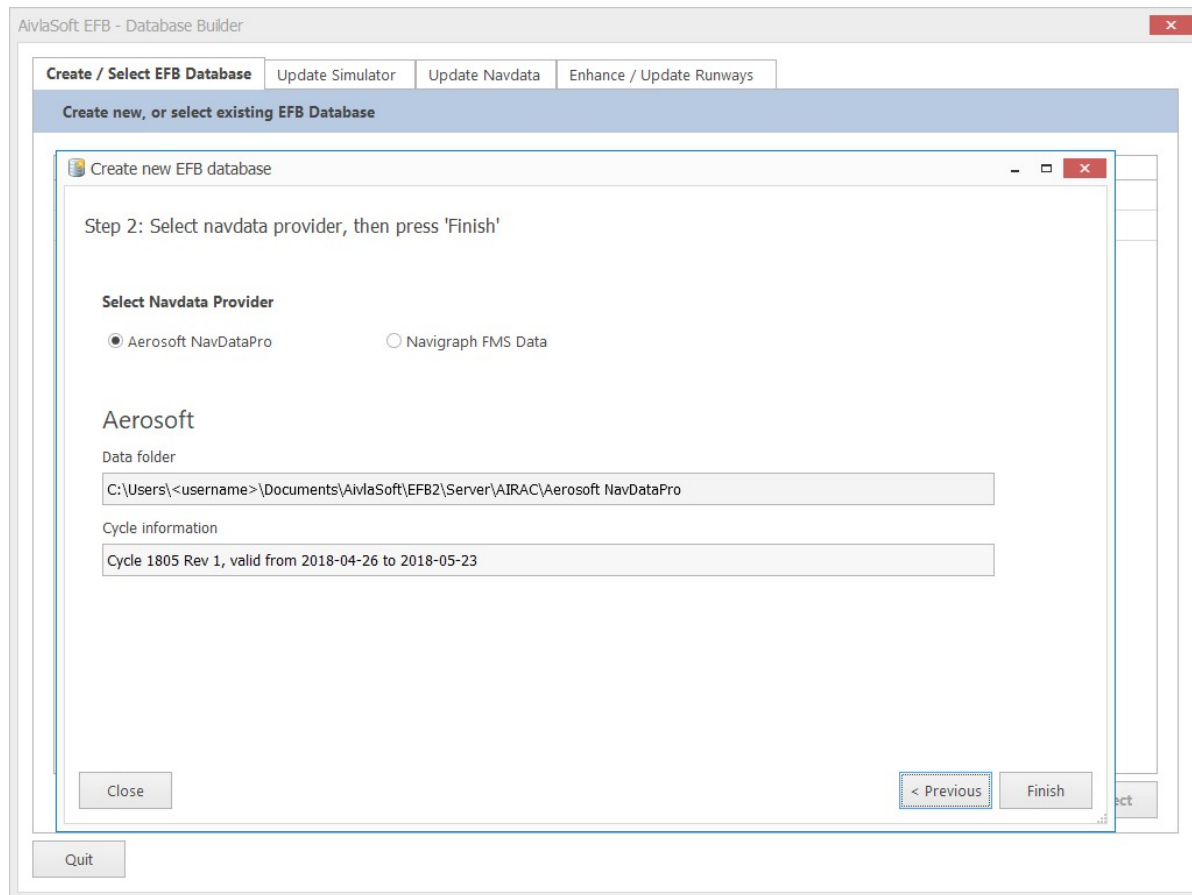 AivlaSoft EFB - Database Builder
Create / Select EFB Database Update Simulator Update Navdata Enhance / Update Runways
Create new, or select existing EFB Database
Create new EFB database
Step 2: Select navdata provider, then press 'Finish'
Select Navdata Provider
Aerosoft NavDataPro Navigraph FMS Data
Aerosoft
Data folder
C:\Users\<username>\Documents\AivlaSoft\EFB2\Server\AIRAC\Aerosoft NavDataPro
Cycle information
Cycle 1805 Rev 1, valid from 2018-04-26 to 2018-05-23
Close < Previous Finish
Quit